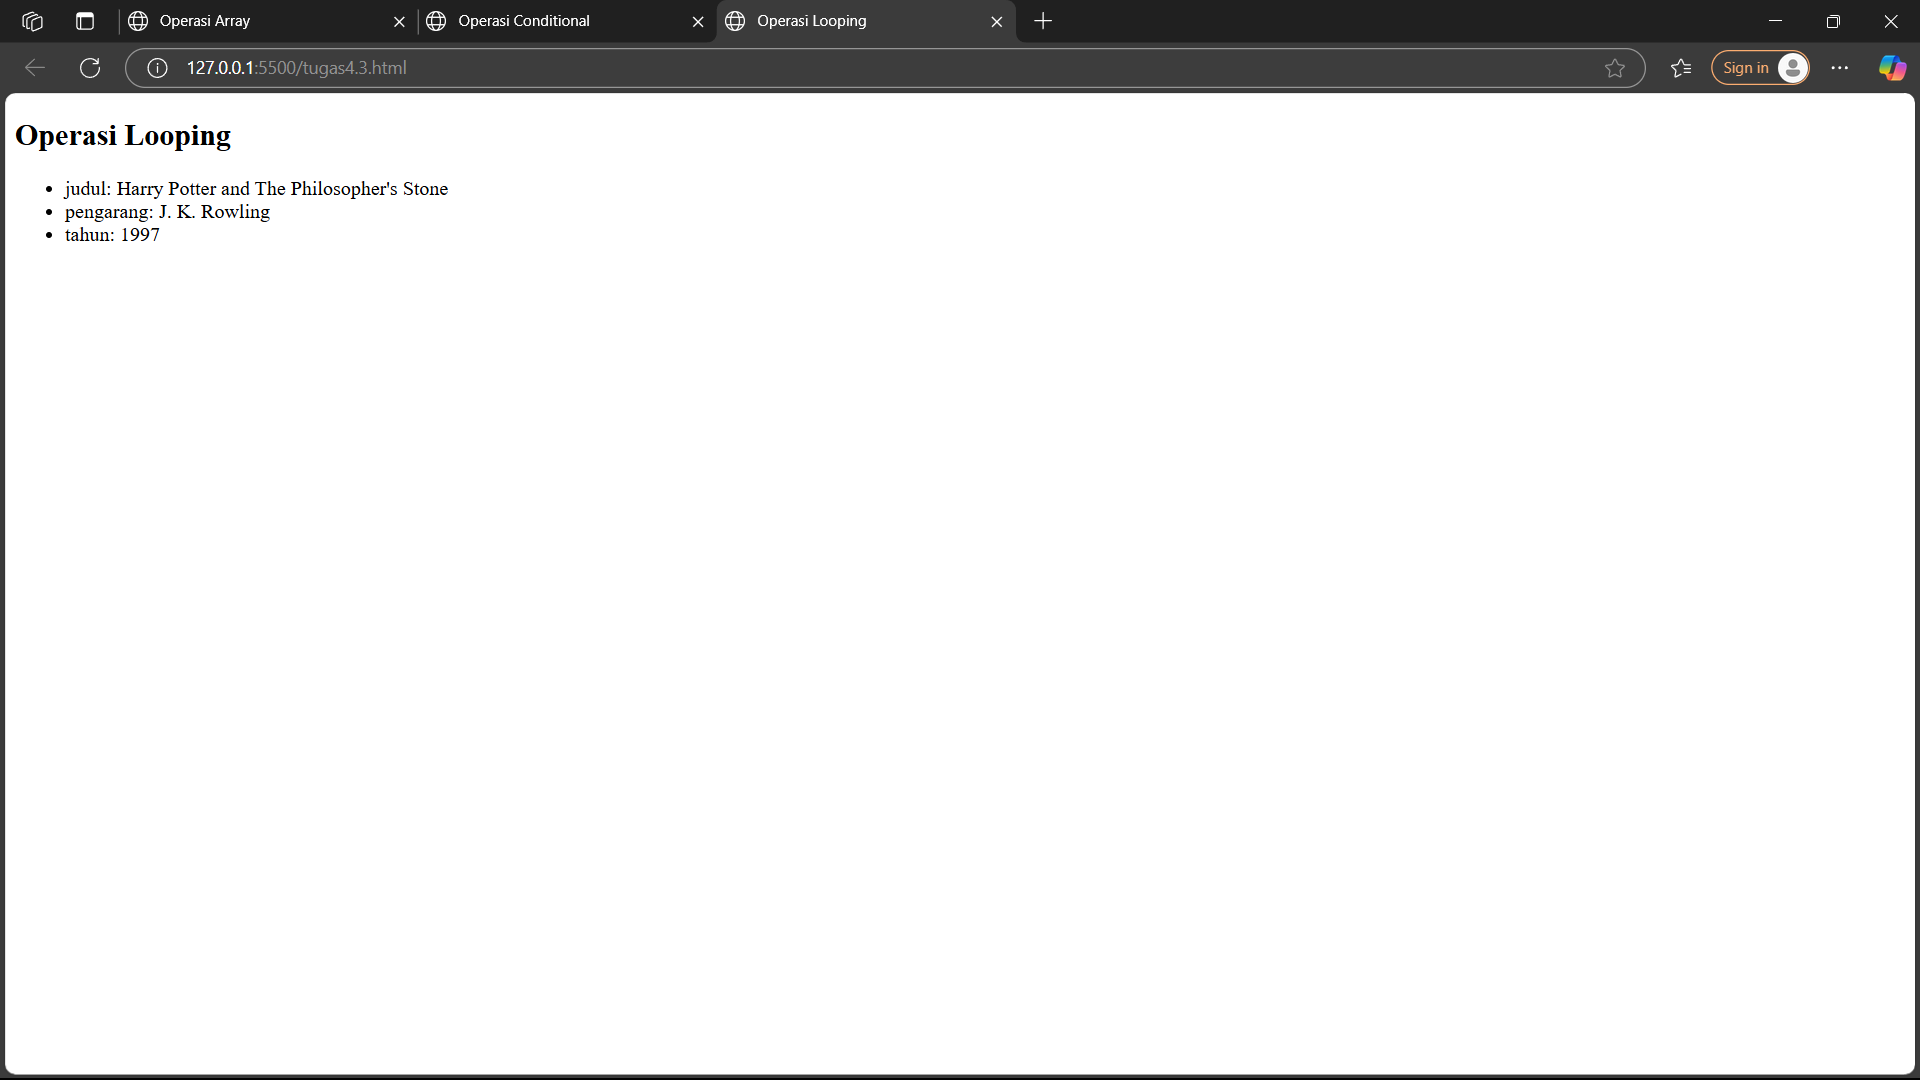 Operasi Array
Operasi Conditional
Operasi Looping
127.0.0.1:5500/tugas4.3.html
Sign in
Operasi Looping
• judul: Harry Potter and The Philosopher's Stone
• pengarang: J. K. Rowling
• tahun: 1997